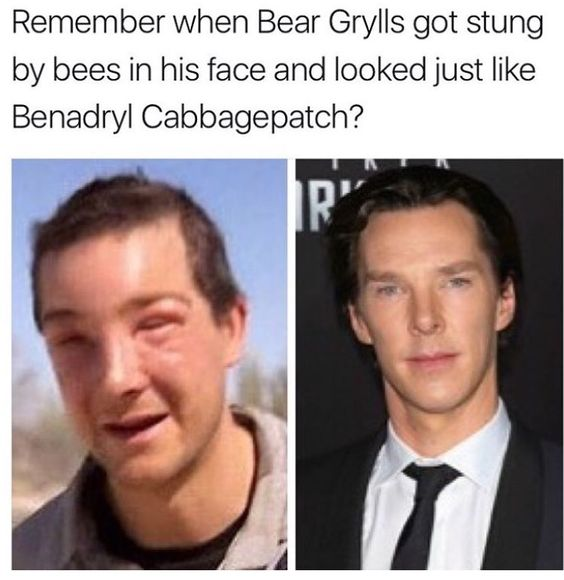 Remember when Bear Grylls got stung
by bees in his face and looked just like
Benadryl Cabbagepatch?